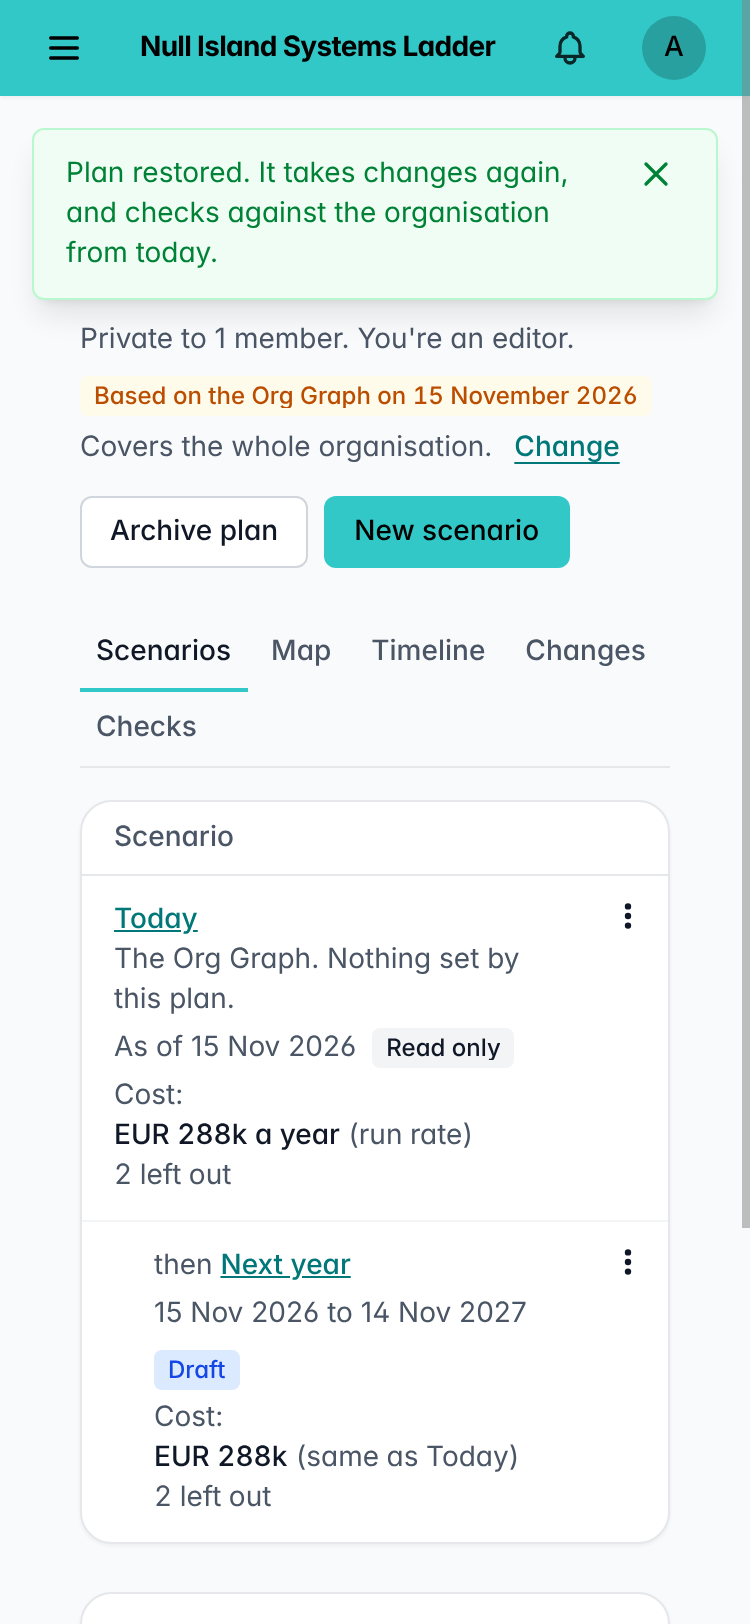 Null Island Systems Ladder
A
Plan restored. It takes changes again,
and checks against the organisation
from today.
Private to 1 member. You're an editor.
Based on the Org Graph on 15 November 2026
Covers the whole organisation. Change
Archive plan
New scenario
Scenarios
Map
Timeline
Changes
Checks
Scenario
Today
The Org Graph. Nothing set by
this plan.
As of 15 Nov 2026 Read only
Cost:
EUR 288k a year (run rate)
2 left out
then Next year
15 Nov 2026 to 14 Nov 2027
Draft
Cost:
EUR 288k (same as Today)
2 left out